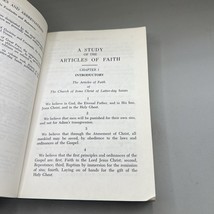 A STUDY
OF THE
ARTICLES OF FAITH
CHAPTER 1
INTRODUCTORY
The Articles of Faith
of
The Church of Jesus Christ of Latter-day Saints
1 We believe in God, the Eternal Father, and in His Son, Jesus Christ, and in the Holy Ghost.
2 We believe that men will be punished for their own sins, and not for Adam's transgression.
3 We believe that through the Atonement of Christ, all mankind may be saved, by obedience to the laws and ordinances of the Gospel.
4 We believe that the first principles and ordinances of the Gospel are: first, Faith in the Lord Jesus Christ; second, Repentance; third, Baptism by immersion for the remission of sins; fourth, Laying on of hands for the gift of the Holy Ghost.